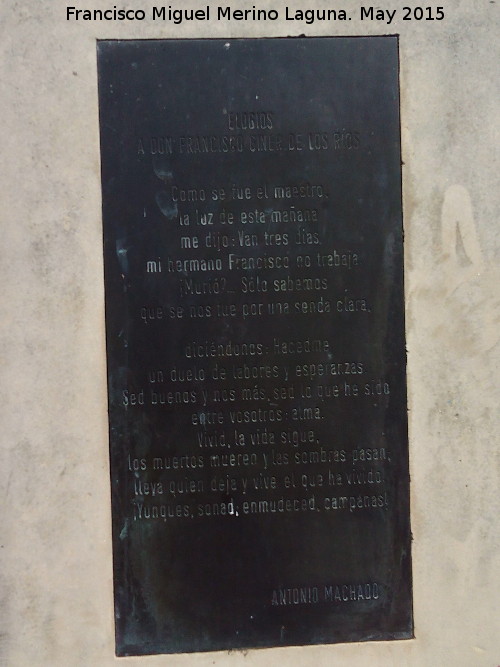 Francisco Miguel Merino Laguna. May 2015
ELOGIOS
A DON FRANCISCO GINER DE LOS RÍOS
Como se fue el maestro,
la luz de esta mañana
me dijo: Van tres días
mi hermano Francisco no trabaja
¿Murió?... Sólo sabemos
que se nos fue por una senda clara,
diciéndonos: Hacedme
un duelo de labores y esperanzas
Sed buenos y nos más, sed lo que he sido
entre vosotros: alma.
Vivid, la vida sigue,
los muertos mueren y las sombras pasan,
lleva quien deja y vive el que ha vivido.
¡Yunques, sonad; enmudeced, campanas!
ANTONIO MACHADO